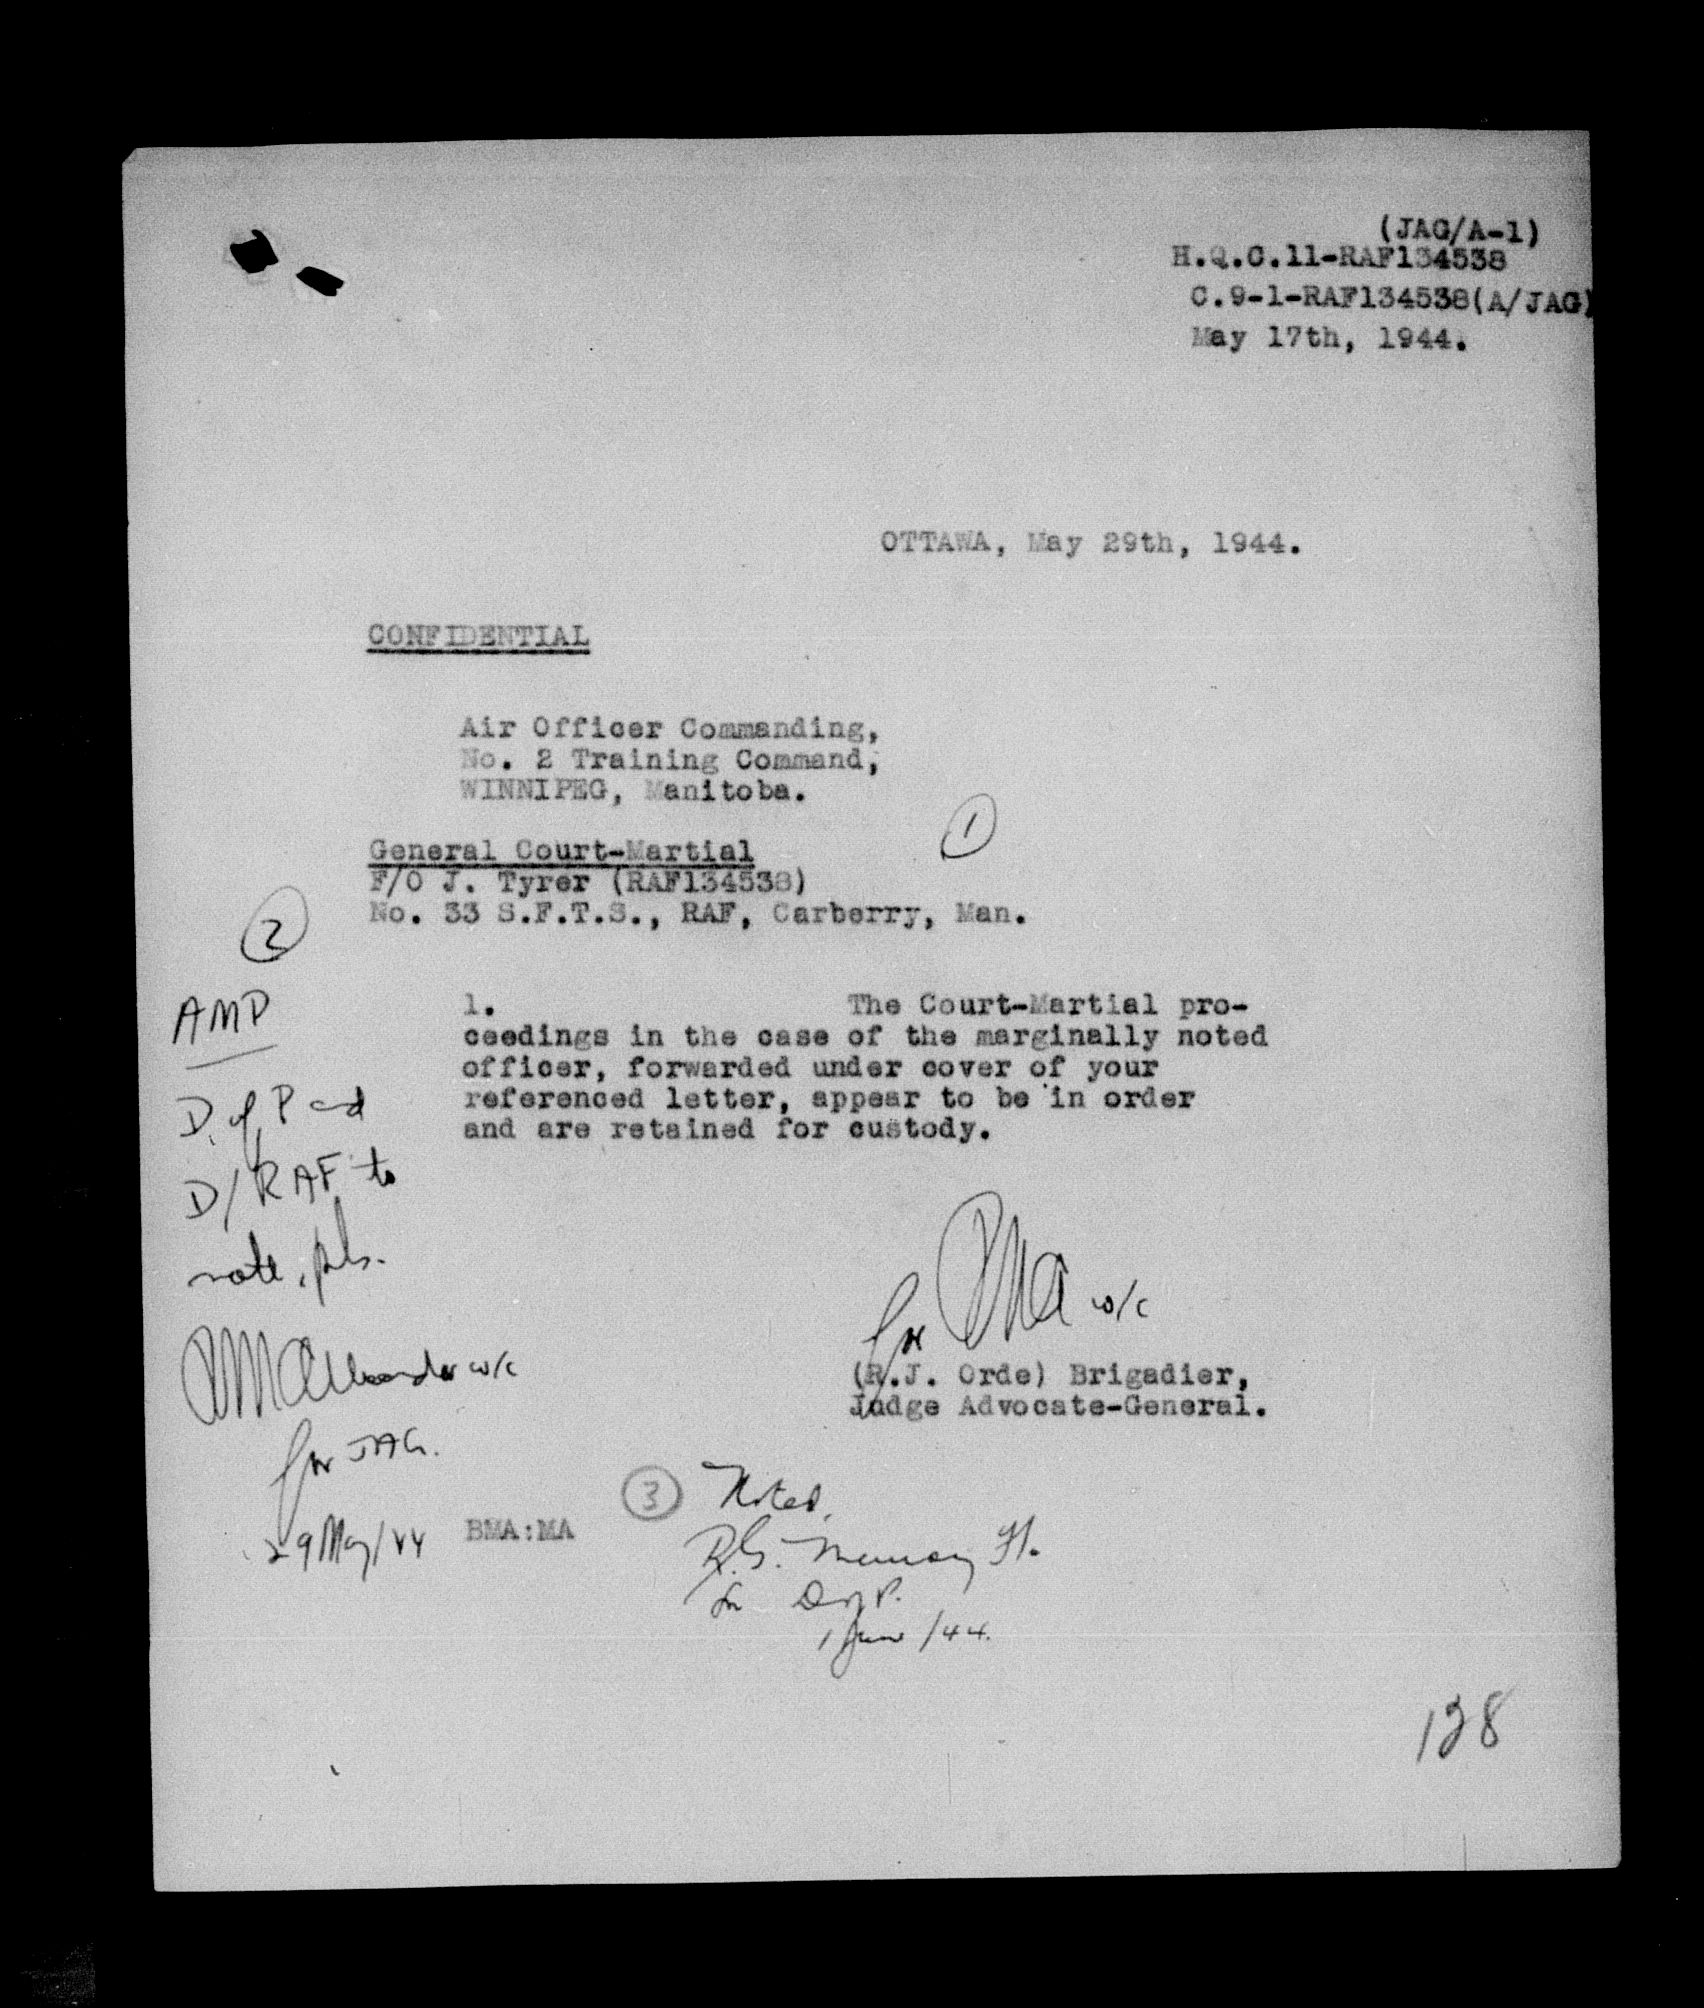 (JAG/A-1)
H.Q.C.11-RAF134538
C.9-1-RAF134538(A/JAG)
May 17th, 1944.
OTTAWA, May 29th, 1944.
CONFIDENTIAL
Air Officer Commanding,
No. 2 Training Command,
WINNIPEG, Manitoba.
1
General Court-Martial
F/O J. Tyrer (RAF134538)
No. 33 S.F.T.S., RAF, Carberry, Man.
1. The Court-Martial pro-
ceedings in the case of the marginally noted
officer, forwarded under cover of your
referenced letter, appear to be in order
and are retained for custody.
for BMA w/c
(R.J. Orde) Brigadier,
Judge Advocate-General.
2
AMP
D. of P and
D/RAF to
note, pls.
BMAlexander w/c
for JAG.
29 May/44
BMA:MA
3 Noted.
R.G.
for D of P.
1 June /44.
128